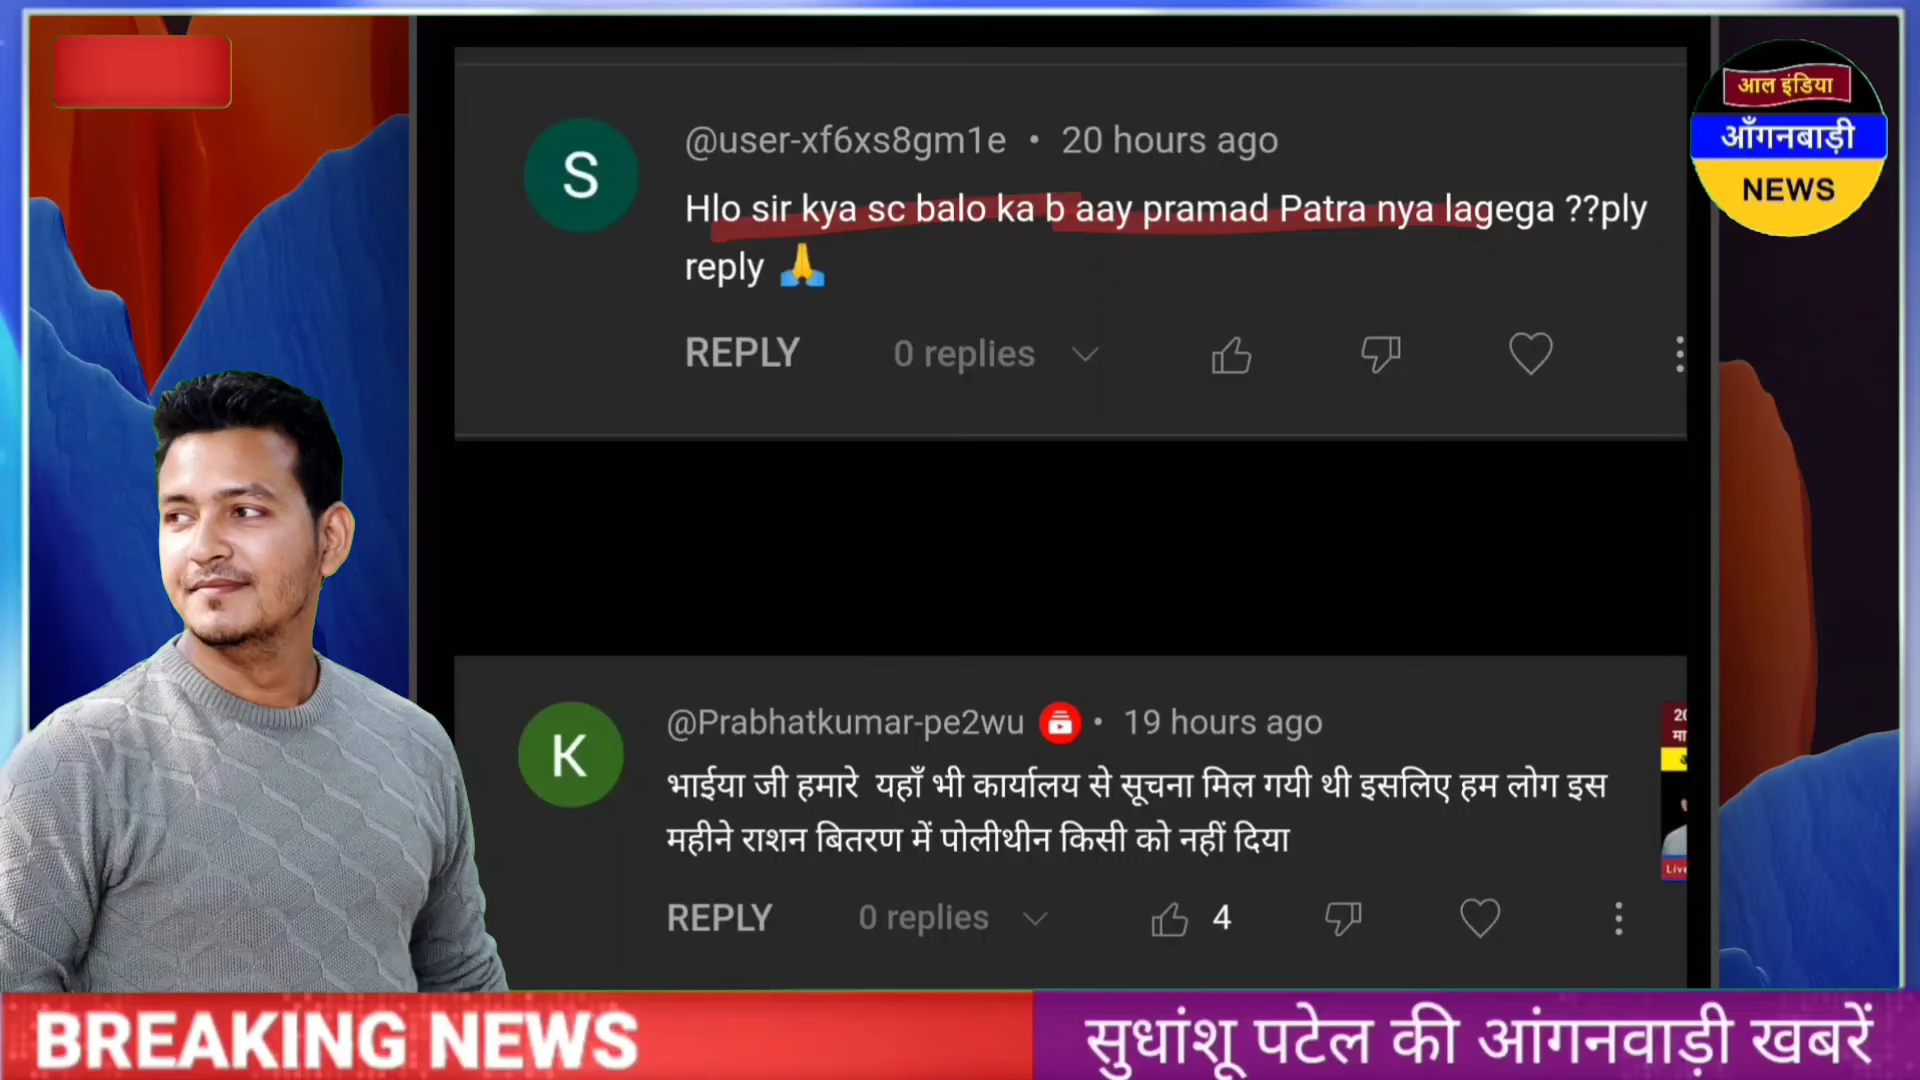 आल इंडिया
आँगनबाड़ी
NEWS
S
@user-xf6xs8gm1e • 20 hours ago
Hlo sir kya sc balo ka b aay pramad Patra nya lagega ??ply
reply 🙏
REPLY 0 replies
K
@Prabhatkumar-pe2wu • 19 hours ago
भाईया जी हमारे यहाँ भी कार्यालय से सूचना मिल गयी थी इसलिए हम लोग इस
महीने राशन बितरण में पोलीथीन किसी को नहीं दिया
REPLY 0 replies 4
Live
BREAKING NEWS
सुधांशू पटेल की आंगनवाड़ी खबरें